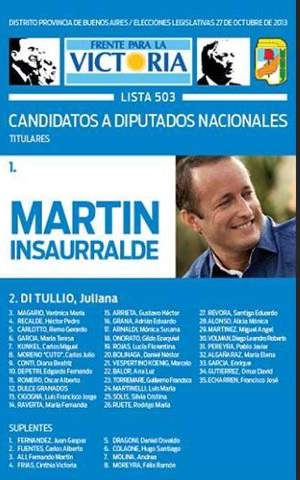 DISTRITO PROVINCIA DE BUENOS AIRES / ELECCIONES LEGISLATIVAS 27 DE OCTUBRE DE 2013
FRENTE PARA LA
VICTORIA
LISTA 503
CANDIDATOS A DIPUTADOS NACIONALES
TITULARES
1.
MARTIN
INSAURRALDE
2. DI TULLIO, Juliana
3. MAGARIO, Verónica María
4. RECALDE, Héctor Pedro
5. CARLOTTO, Remo Gerardo
6. GARCIA, María Teresa
7. KUNKEL, Carlos Miguel
8. MORENO "CUTO", Carlos Julio
9. CONTI, Diana Beatriz
10. DEPETRI, Edgardo Fernando
11. ROMERO, Oscar Alberto
12. DULCE GRANADOS
13. CIGOGNA, Luis Francisco Jorge
14. RAVERTA, María Fernanda
15. ARRIETA, Gustavo Héctor
16. GRANA, Adrián Eduardo
17. ARNALDI, Mónica Susana
18. ONORATO, Gildo Ezequiel
19. ROJAS, Lucía Florentina
20. BOLINAGA, Daniel Néstor
21. VESPERTINO KOENIG, Marcelo
22. BALOR, Ana Luz
23. TORREMARE, Guillermo Francisco
24. MARTINELLI, Luis María
25. SOLIS, Silvia Cristina
26. RUETE, Rodrigo María
27. REVORA, Santiago Eduardo
28. ALONSO, Alicia Mónica
29. MARTINEZ, Miguel Angel
30. VOLMAN, Diego Leandro Roberto
31. PEREYRA, Pablo Javier
32. ALGAÑARAZ, María Elena
33. GARCIA, Enrique
34. GUTIERREZ, Omar David
35. ECHARREN, Francisco José
SUPLENTES
1. FERNANDEZ, Juan Gaspar
2. FUENTES, Carlos Alberto
3. ALI, Fernando Martín
4. FRIAS, Cinthia Victoria
5. DRAGONI, Daniel Osvaldo
6. COLAONE, Hugo Santiago
7. MOLINA, Andrea
8. MOREYRA, Félix Ramón